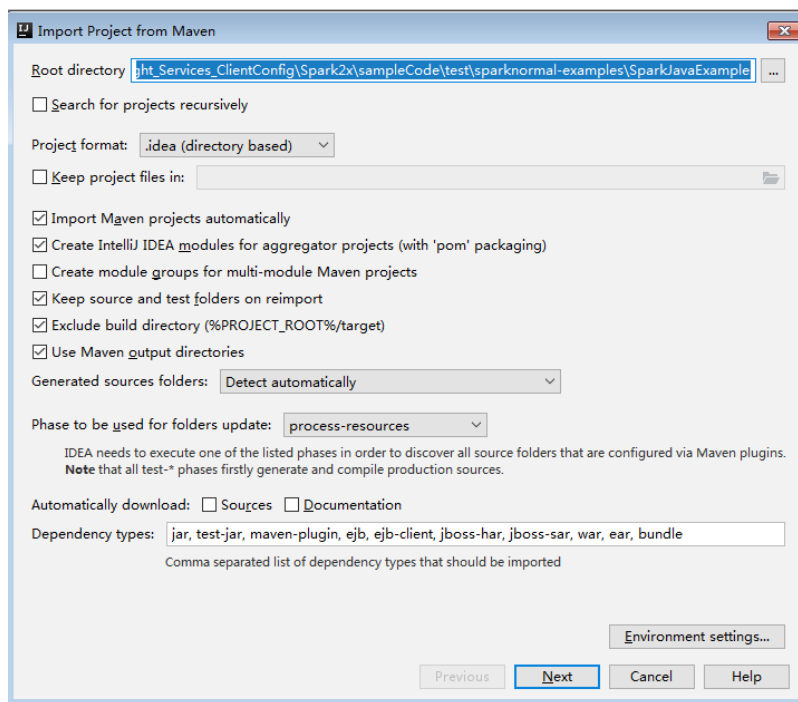 Import Project from Maven
Root directory ght_Services_ClientConfig\Spark2x\sampleCode\test\sparknormal-examples\SparkJavaExample ...
Search for projects recursively
Project format: .idea (directory based)
Keep project files in:
Import Maven projects automatically
Create IntelliJ IDEA modules for aggregator projects (with 'pom' packaging)
Create module groups for multi-module Maven projects
Keep source and test folders on reimport
Exclude build directory (%PROJECT_ROOT%/target)
Use Maven output directories
Generated sources folders: Detect automatically
Phase to be used for folders update: process-resources
IDEA needs to execute one of the listed phases in order to discover all source folders that are configured via Maven plugins.
Note that all test-* phases firstly generate and compile production sources.
Automatically download: Sources Documentation
Dependency types: jar, test-jar, maven-plugin, ejb, ejb-client, jboss-har, jboss-sar, war, ear, bundle
Comma separated list of dependency types that should be imported
Environment settings...
Previous Next Cancel Help